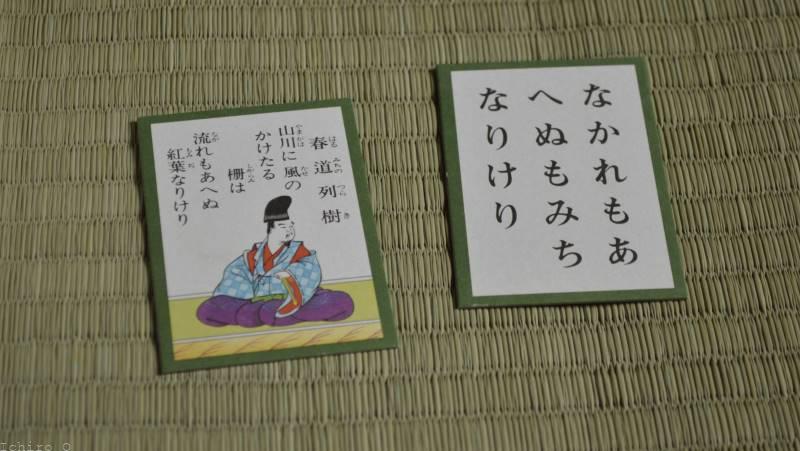 春道列樹
山川に風の
かけたる
柵は
流れもあへぬ
紅葉なりけり
なかれもあ
へぬもみち
なりけり
Ichiro O